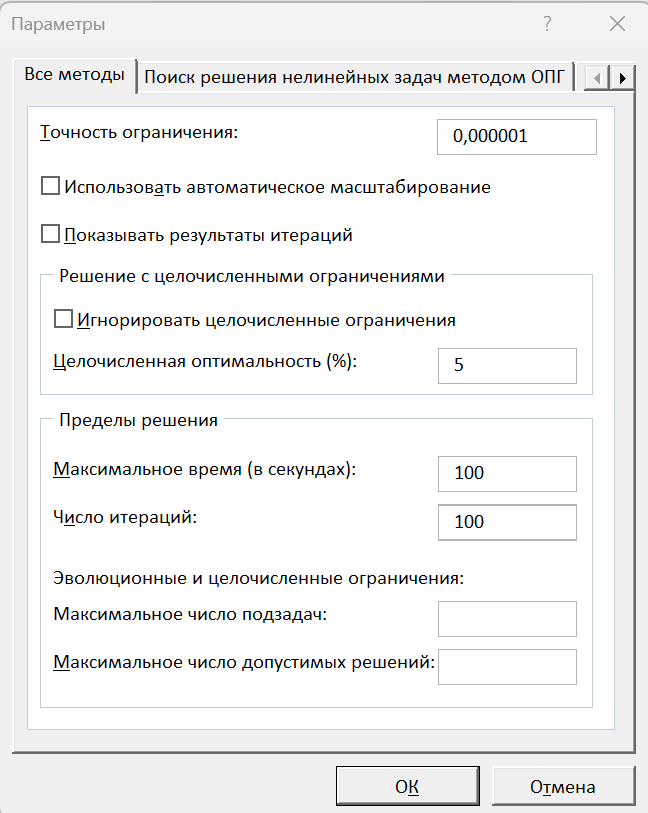 Параметры
?
Все методы
Поиск решения нелинейных задач методом ОПГ
Точность ограничения:
0,000001
Использовать автоматическое масштабирование
Показывать результаты итераций
Решение с целочисленными ограничениями
Игнорировать целочисленные ограничения
Целочисленная оптимальность (%):
5
Пределы решения
Максимальное время (в секундах):
100
Число итераций:
100
Эволюционные и целочисленные ограничения:
Максимальное число подзадач:
Максимальное число допустимых решений:
ОК
Отмена